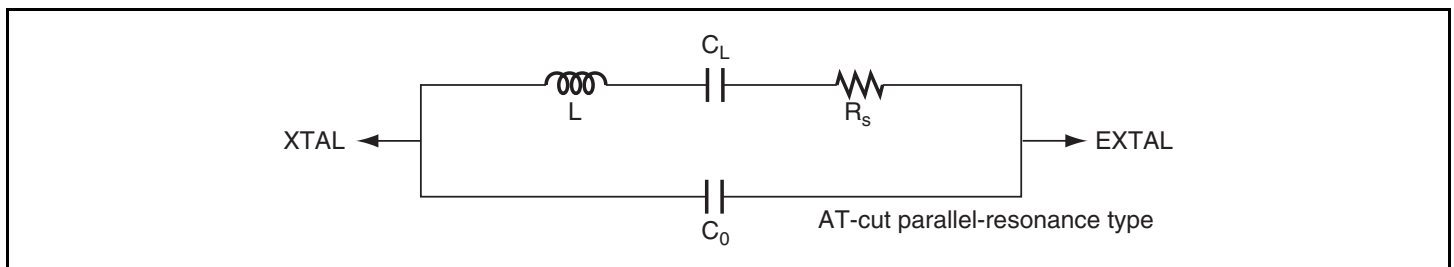 C_L
L
R_s
XTAL
EXTAL
C_0
AT-cut parallel-resonance type